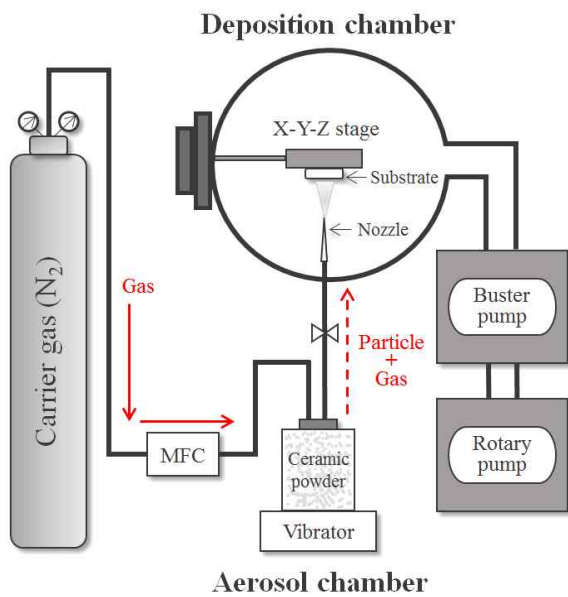 Deposition chamber
X-Y-Z stage
Substrate
Nozzle
Carrier gas (N₂)
Gas
Particle
+
Gas
Buster
pump
MFC
Ceramic
powder
Rotary
pump
Vibrator
Aerosol chamber